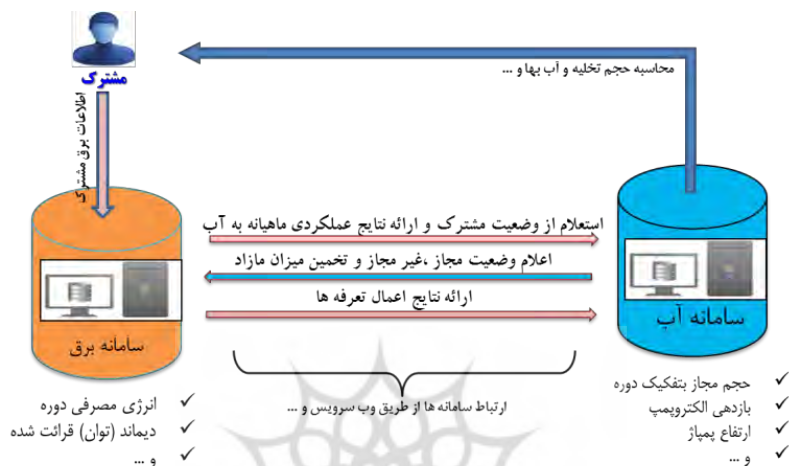 مشترک
محاسبه حجم تخلیه و آب بها و ...
اطلاعات برق مشترک
استعلام از وضعیت مشترک و ارائه نتایج عملکردی ماهیانه به آب
اعلام وضعیت مجاز ،غیر مجاز و تخمین میزان مازاد
ارائه نتایج اعمال تعرفه ها
سامانه آب
سامانه برق
ارتباط سامانه ها از طریق وب سرویس و ...
✓ حجم مجاز بتفکیک دوره
✓ بازدهی الکتروپمپ
✓ ارتفاع پمپاژ
✓ و ...
✓ انرژی مصرفی دوره
✓ دیماند (توان) قرائت شده
✓ و ...